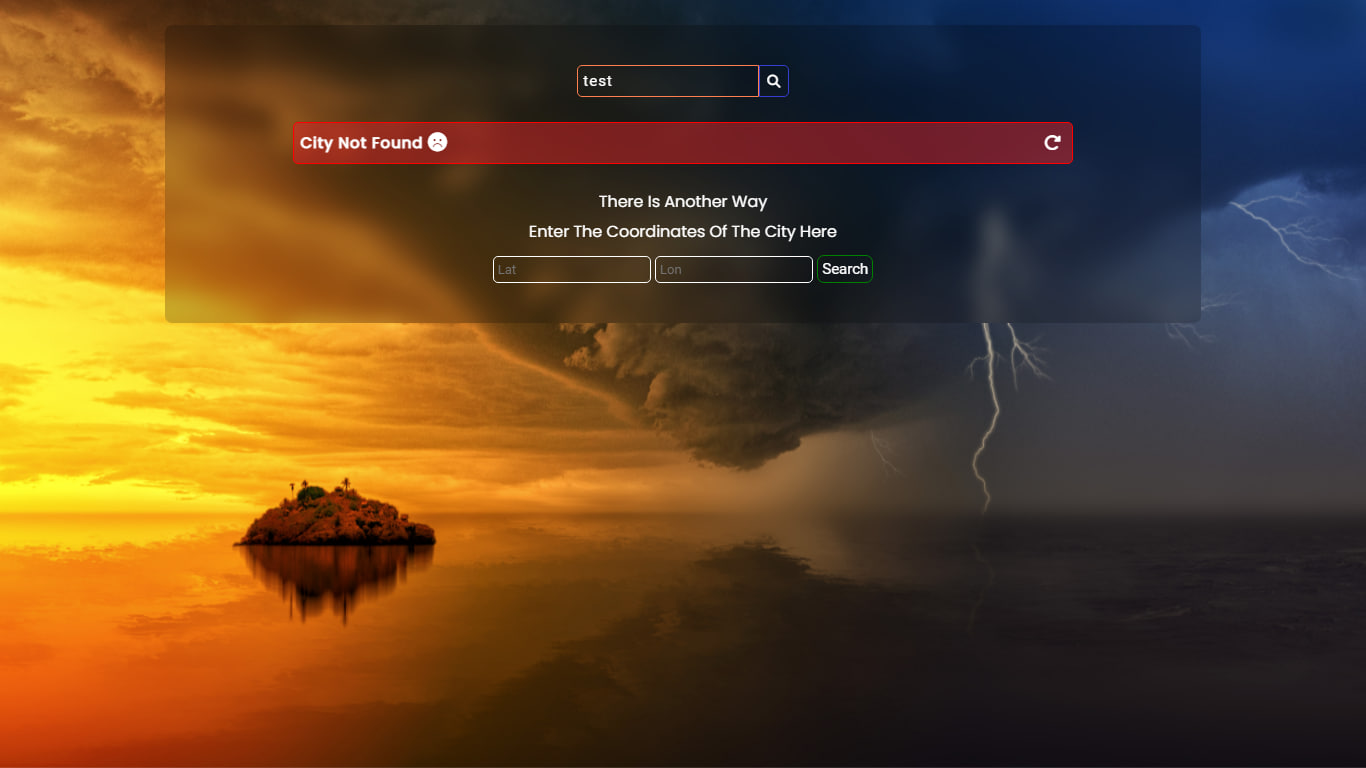 test
City Not Found
There Is Another Way
Enter The Coordinates Of The City Here
Lat Lon Search